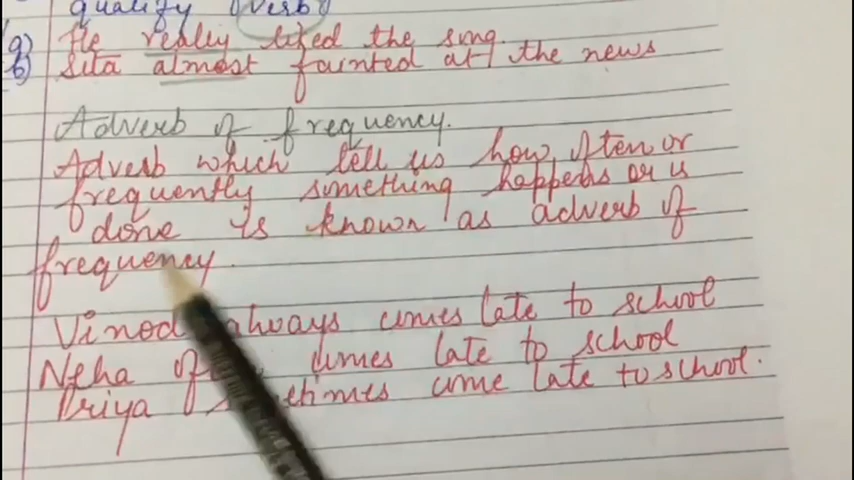 qualify verb
a) He really liked the song.
b) Sita almost fainted at the news
Adverb of frequency.
Adverb which tell us how often or
frequently something happens or is
done is known as adverb of
frequency.
Vinod always comes late to school
Neha comes late to school
Priya come late to school.